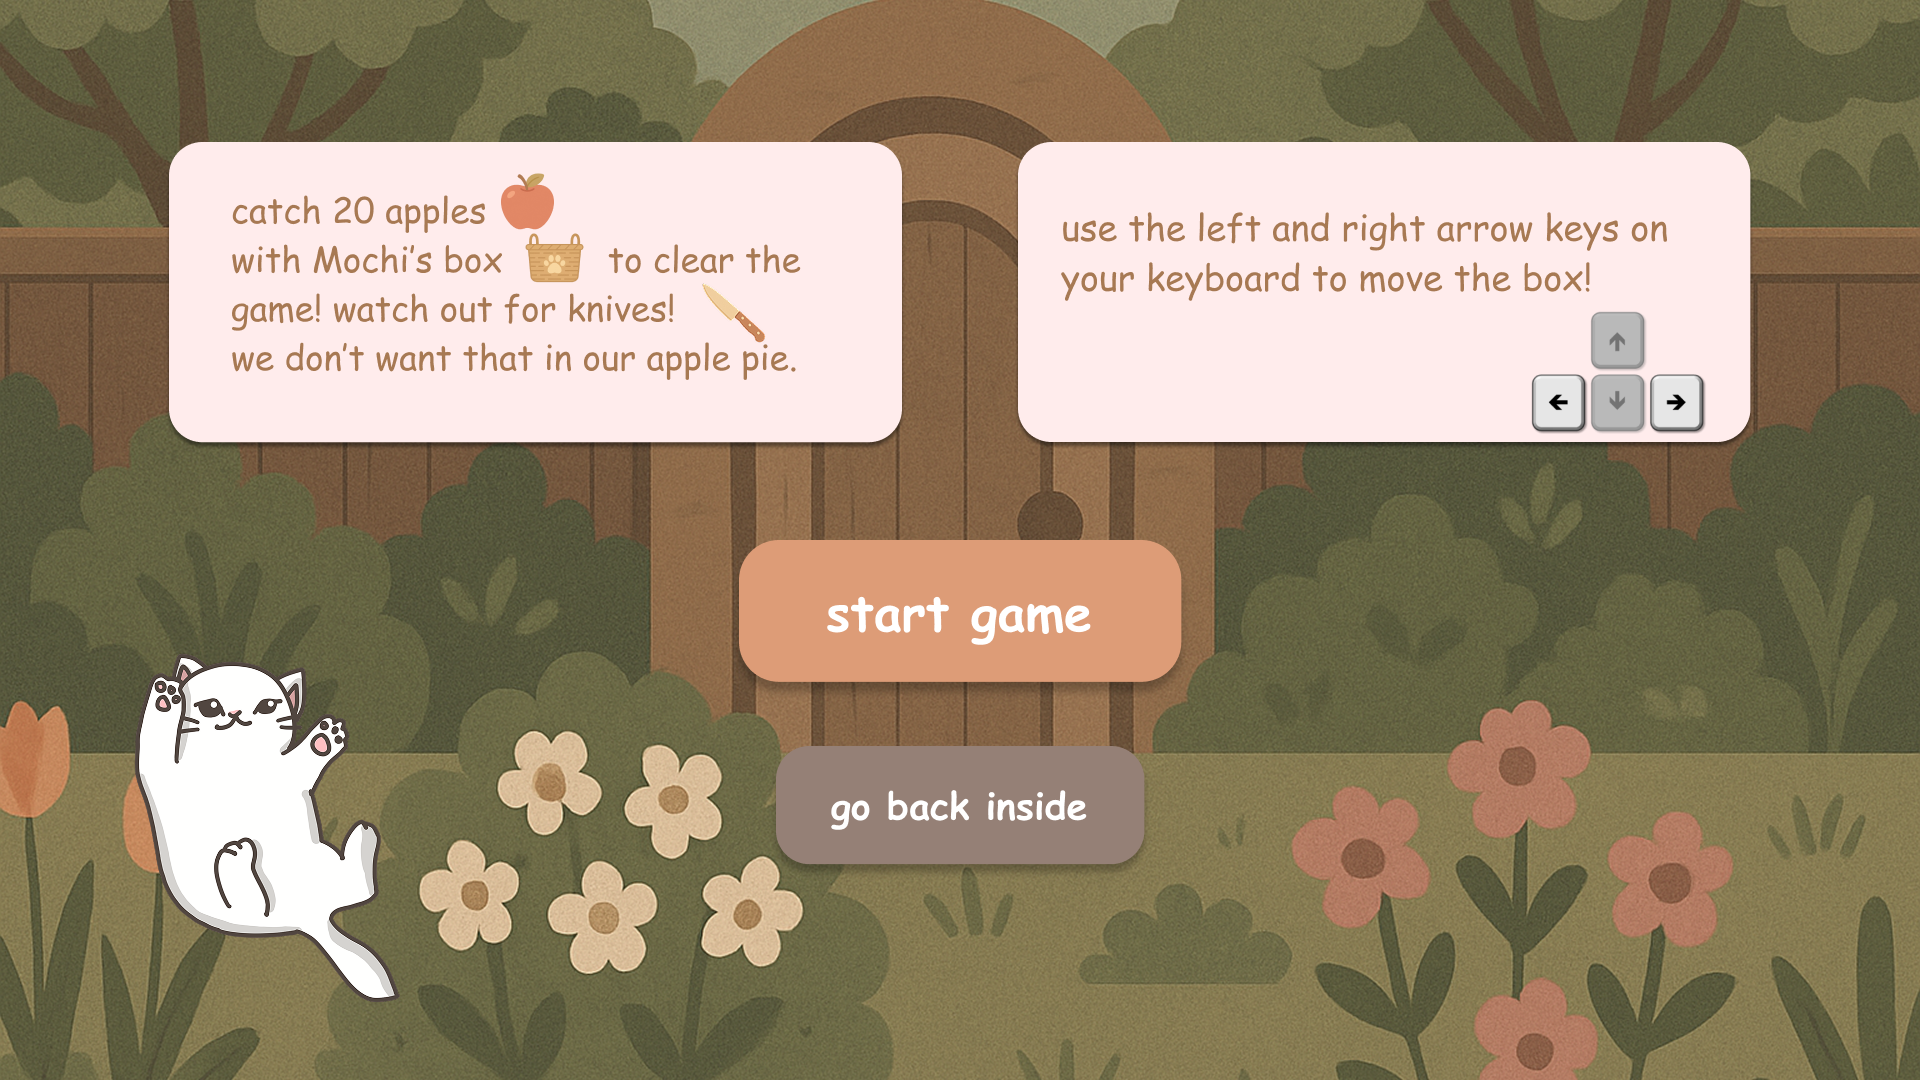 catch 20 apples
with Mochi's box to clear the
game! watch out for knives!
we don't want that in our apple pie.
use the left and right arrow keys on
your keyboard to move the box!
start game
go back inside